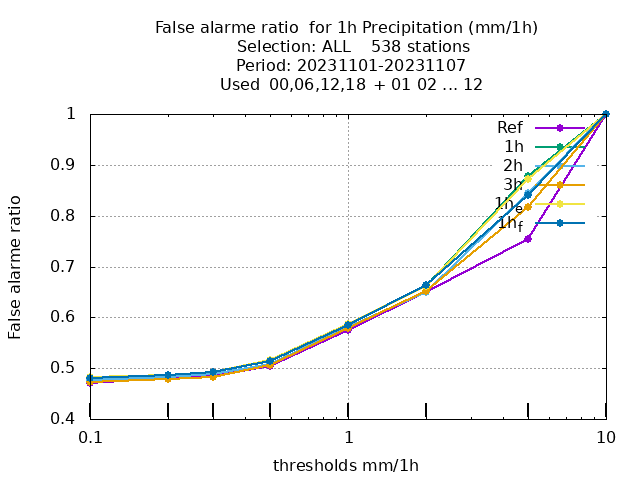 False alarme ratio  for 1h Precipitation (mm/1h)
Selection: ALL    538 stations
Period: 20231101-20231107
Used  00,06,12,18  + 01 02 ... 12
False alarme ratio
1
0.9
0.8
0.7
0.6
0.5
0.4
Ref
1h
2h
3h
1h_e
1h_f
0.1
1
10
thresholds mm/1h